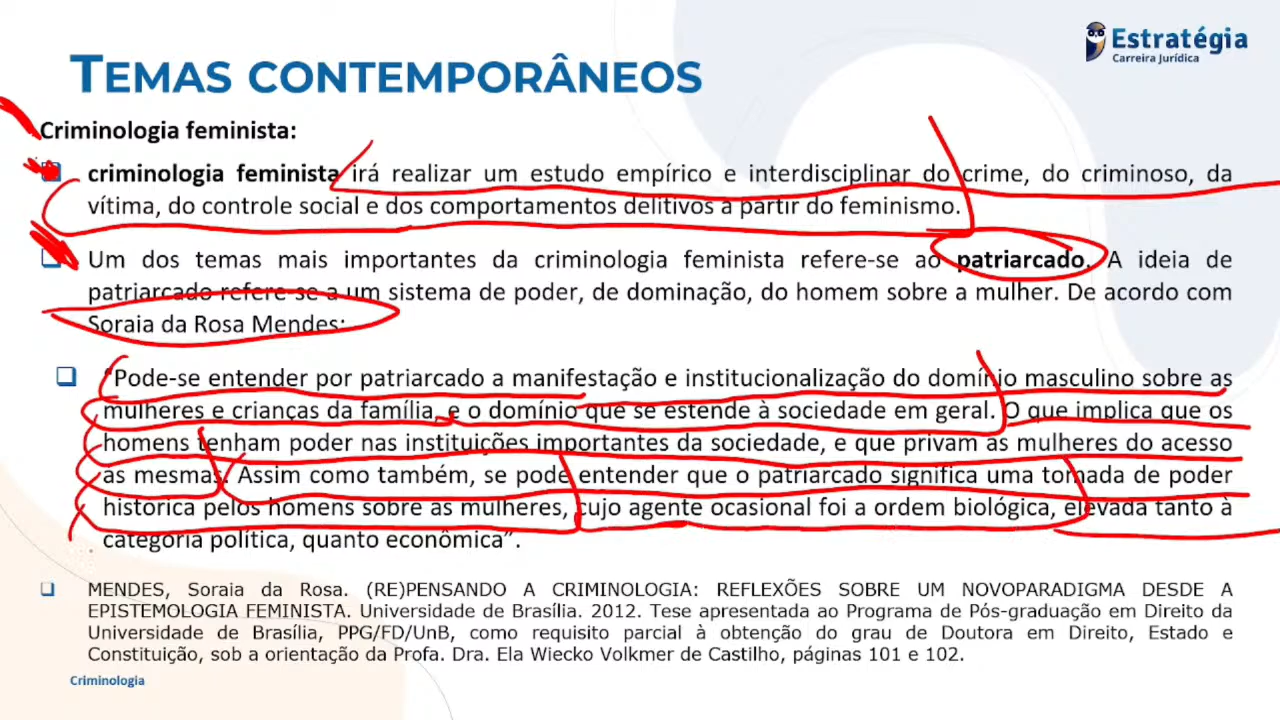 Estratégia
Carreira Jurídica
TEMAS CONTEMPORÂNEOS
Criminologia feminista:
criminologia feminista irá realizar um estudo empírico e interdisciplinar do crime, do criminoso, da
vítima, do controle social e dos comportamentos delitivos a partir do feminismo.
Um dos temas mais importantes da criminologia feminista refere-se ao patriarcado. A ideia de
patriarcado refere-se a um sistema de poder, de dominação, do homem sobre a mulher. De acordo com
Soraia da Rosa Mendes:
“Pode-se entender por patriarcado a manifestação e institucionalização do domínio masculino sobre as
mulheres e crianças da família, e o domínio que se estende à sociedade em geral. O que implica que os
homens tenham poder nas instituições importantes da sociedade, e que privam as mulheres do acesso
as mesmas. Assim como também, se pode entender que o patriarcado significa uma tomada de poder
histórica pelos homens sobre as mulheres, cujo agente ocasional foi a ordem biológica, elevada tanto à
categoria política, quanto econômica”.
MENDES, Soraia da Rosa. (RE)PENSANDO A CRIMINOLOGIA: REFLEXÕES SOBRE UM NOVOPARADIGMA DESDE A
EPISTEMOLOGIA FEMINISTA. Universidade de Brasília. 2012. Tese apresentada ao Programa de Pós-graduação em Direito da
Universidade de Brasília, PPG/FD/UnB, como requisito parcial à obtenção do grau de Doutora em Direito, Estado e
Constituição, sob a orientação da Profa. Dra. Ela Wiecko Volkmer de Castilho, páginas 101 e 102.
Criminologia